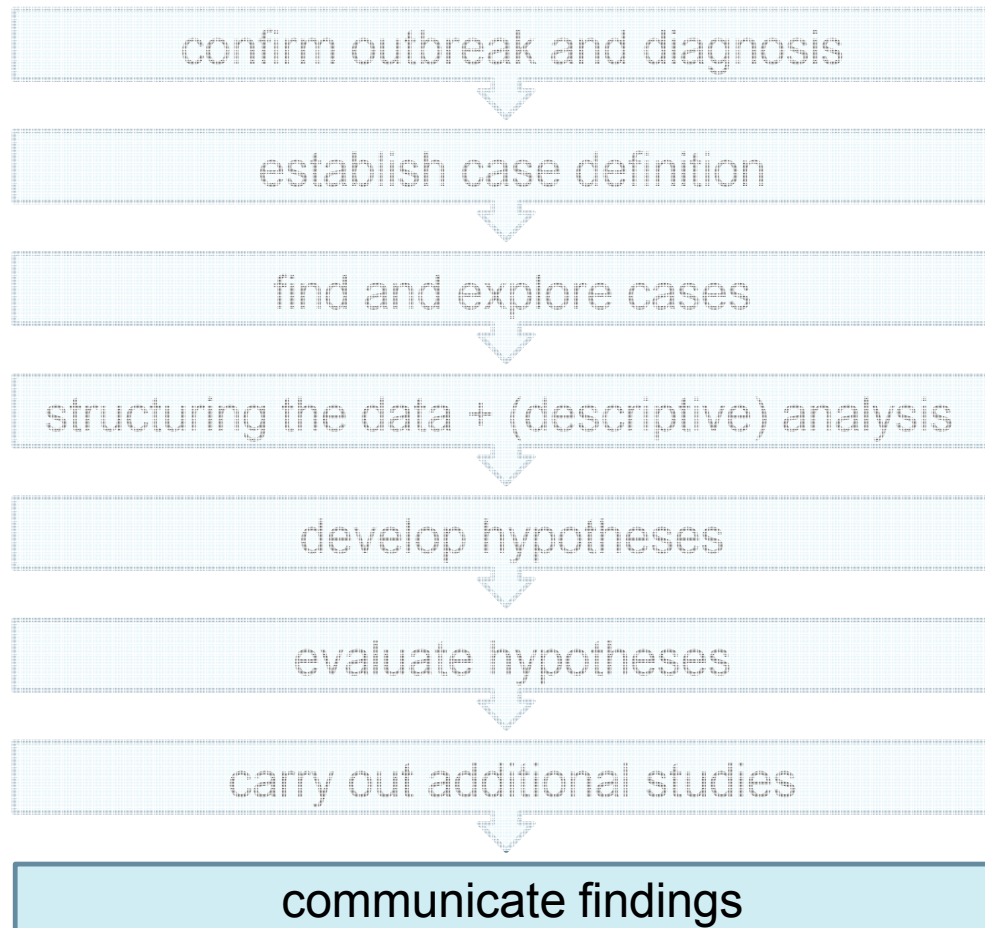 confirm outbreak and diagnosis
establish case definition
find and explore cases
structuring the data + (descriptive) analysis
develop hypotheses
evaluate hypotheses
carry out additional studies
communicate findings